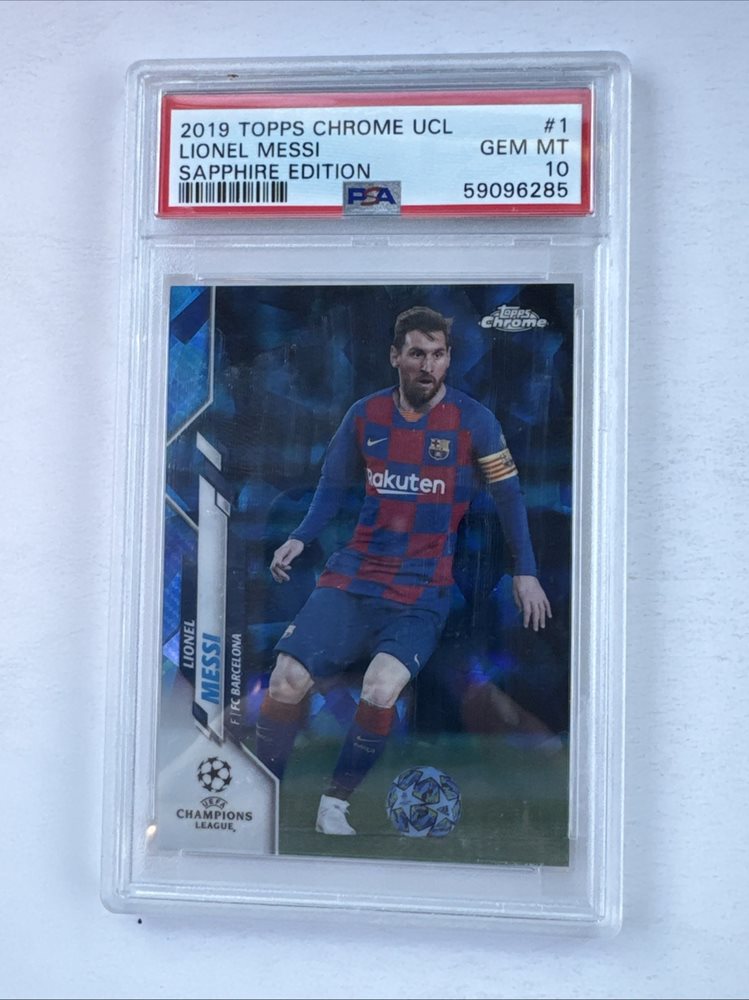 2019 TOPPS CHROME UCL #1
LIONEL MESSI GEM MT
SAPPHIRE EDITION 10
PSA 59096285
Topps
Chrome
Rakuten
LIONEL
MESSI
F | FC BARCELONA
UEFA
CHAMPIONS
LEAGUE